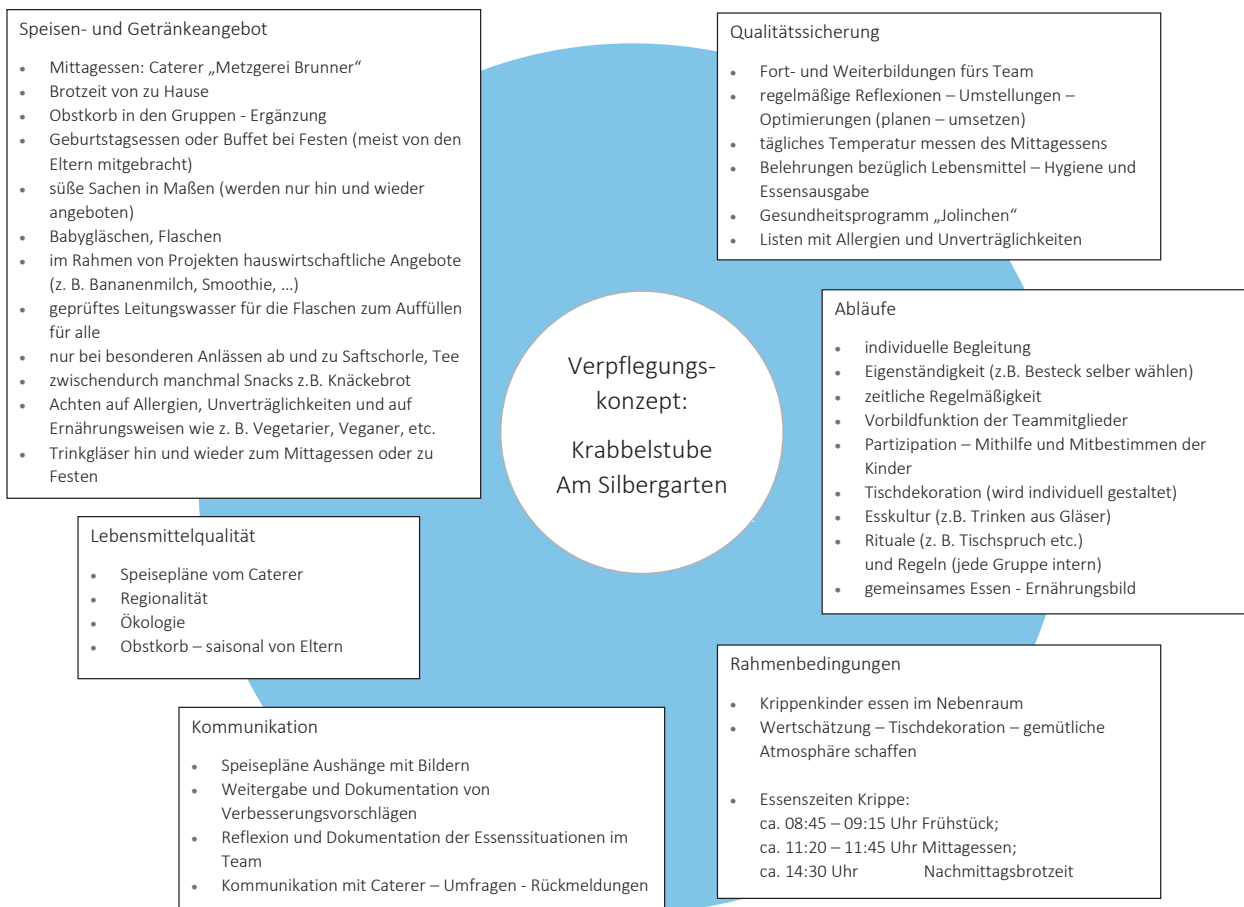 Speisen- und Getränkeangebot
• Mittagessen: Caterer „Metzgerei Brunner“
• Brotzeit von zu Hause
• Obstkorb in den Gruppen - Ergänzung
• Geburtstagsessen oder Buffet bei Festen (meist von den
Eltern mitgebracht)
• süße Sachen in Maßen (werden nur hin und wieder
angeboten)
• Babygläschen, Flaschen
• im Rahmen von Projekten hauswirtschaftliche Angebote
(z. B. Bananenmilch, Smoothie, …)
• geprüftes Leitungswasser für die Flaschen zum Auffüllen
für alle
• nur bei besonderen Anlässen ab und zu Saftschorle, Tee
• zwischendurch manchmal Snacks z.B. Knäckebrot
• Achten auf Allergien, Unverträglichkeiten und auf
Ernährungsweisen wie z. B. Vegetarier, Veganer, etc.
• Trinkgläser hin und wieder zum Mittagessen oder zu
Festen
Qualitätssicherung
• Fort- und Weiterbildungen fürs Team
• regelmäßige Reflexionen – Umstellungen –
Optimierungen (planen – umsetzen)
• tägliches Temperatur messen des Mittagessens
• Belehrungen bezüglich Lebensmittel – Hygiene und
Essensausgabe
• Gesundheitsprogramm „Jolinchen“
• Listen mit Allergien und Unverträglichkeiten
Verpflegungs-
konzept:
Krabbelstube
Am Silbergarten
Abläufe
• individuelle Begleitung
• Eigenständigkeit (z.B. Besteck selber wählen)
• zeitliche Regelmäßigkeit
• Vorbildfunktion der Teammitglieder
• Partizipation – Mithilfe und Mitbestimmen der
Kinder
• Tischdekoration (wird individuell gestaltet)
• Esskultur (z.B. Trinken aus Gläser)
• Rituale (z. B. Tischspruch etc.)
und Regeln (jede Gruppe intern)
• gemeinsames Essen - Ernährungsbild
Lebensmittelqualität
• Speisepläne vom Caterer
• Regionalität
• Ökologie
• Obstkorb – saisonal von Eltern
Rahmenbedingungen
• Krippenkinder essen im Nebenraum
• Wertschätzung – Tischdekoration – gemütliche
Atmosphäre schaffen
• Essenszeiten Krippe:
ca. 08:45 – 09:15 Uhr Frühstück;
ca. 11:20 – 11:45 Uhr Mittagessen;
ca. 14:30 Uhr Nachmittagsbrotzeit
Kommunikation
• Speisepläne Aushänge mit Bildern
• Weitergabe und Dokumentation von
Verbesserungsvorschlägen
• Reflexion und Dokumentation der Essenssituationen im
Team
• Kommunikation mit Caterer – Umfragen - Rückmeldungen